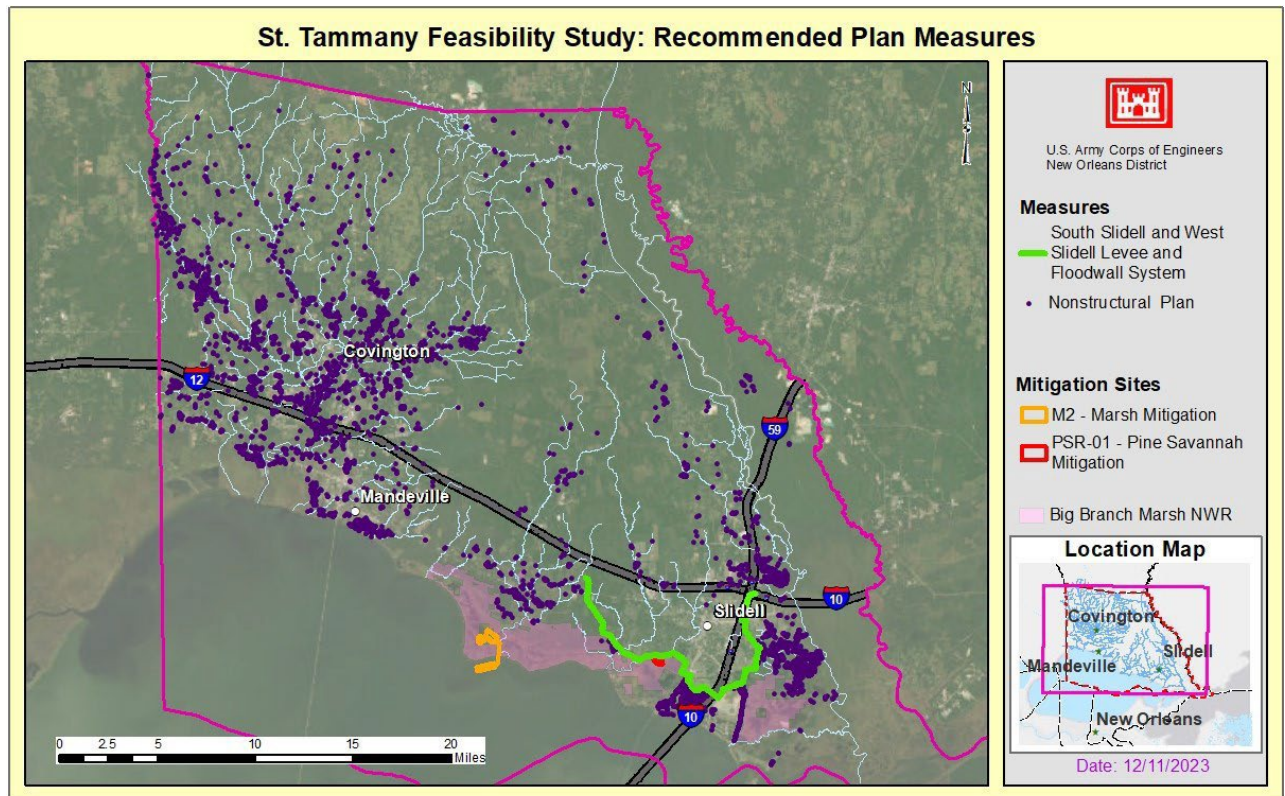 St. Tammany Feasibility Study: Recommended Plan Measures
N
Covington
12
59
Mandeville
10
Slidell
10
0 2.5 5 10 15 20
Miles
U.S. Army Corps of Engineers
New Orleans District
Measures
South Slidell and West
Slidell Levee and
Floodwall System
Nonstructural Plan
Mitigation Sites
M2 - Marsh Mitigation
PSR-01 - Pine Savannah
Mitigation
Big Branch Marsh NWR
Location Map
Covington
Slidell
Mandeville
New Orleans
Date: 12/11/2023